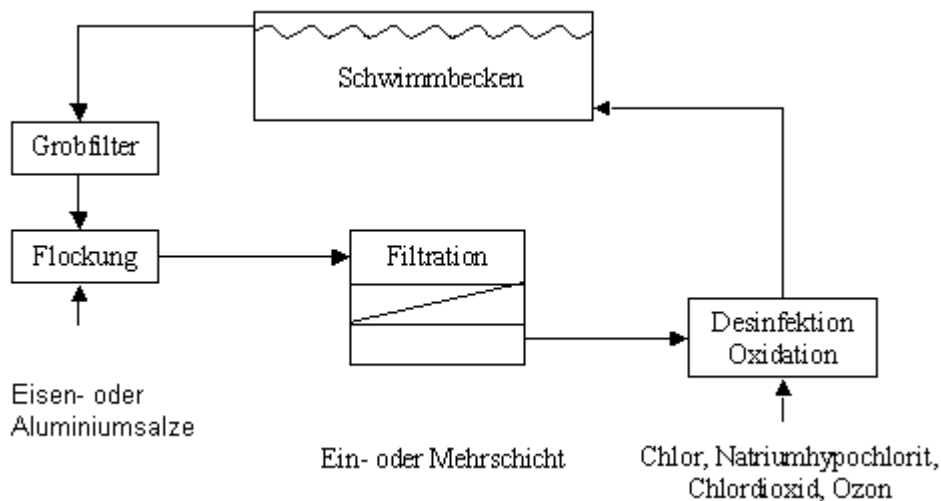 Schwimmbecken
Grobfilter
Flockung
Filtration
Desinfektion
Oxidation
Eisen- oder
Aluminiumsalze
Ein- oder Mehrschicht
Chlor, Natriumhypochlorit,
Chlordioxid, Ozon